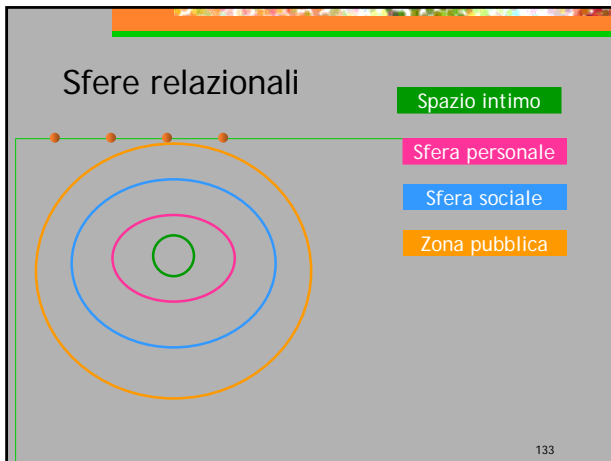 Sfere relazionali
Spazio intimo
Sfera personale
Sfera sociale
Zona pubblica
133